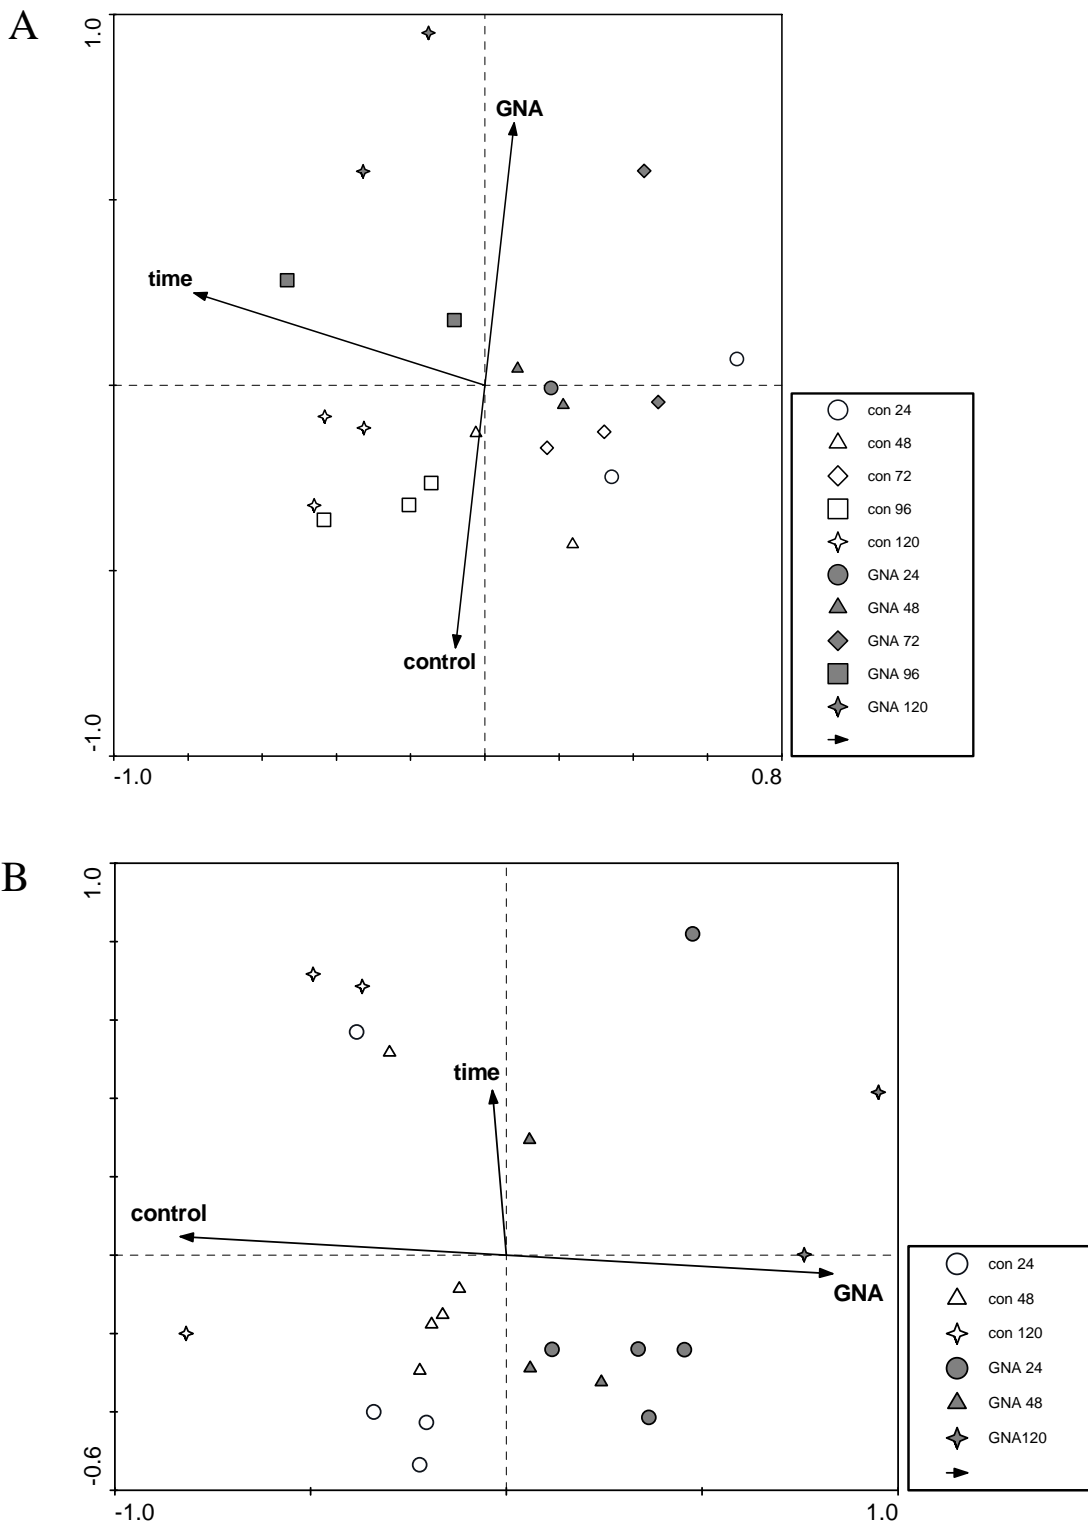 A
1.0
GNA
time
con 24
con 48
con 72
con 96
con 120
GNA 24
GNA 48
GNA 72
GNA 96
GNA 120
control
-1.0
-1.0
0.8
B
1.0
time
control
GNA
con 24
con 48
con 120
GNA 24
GNA 48
GNA120
-0.6
-1.0
1.0